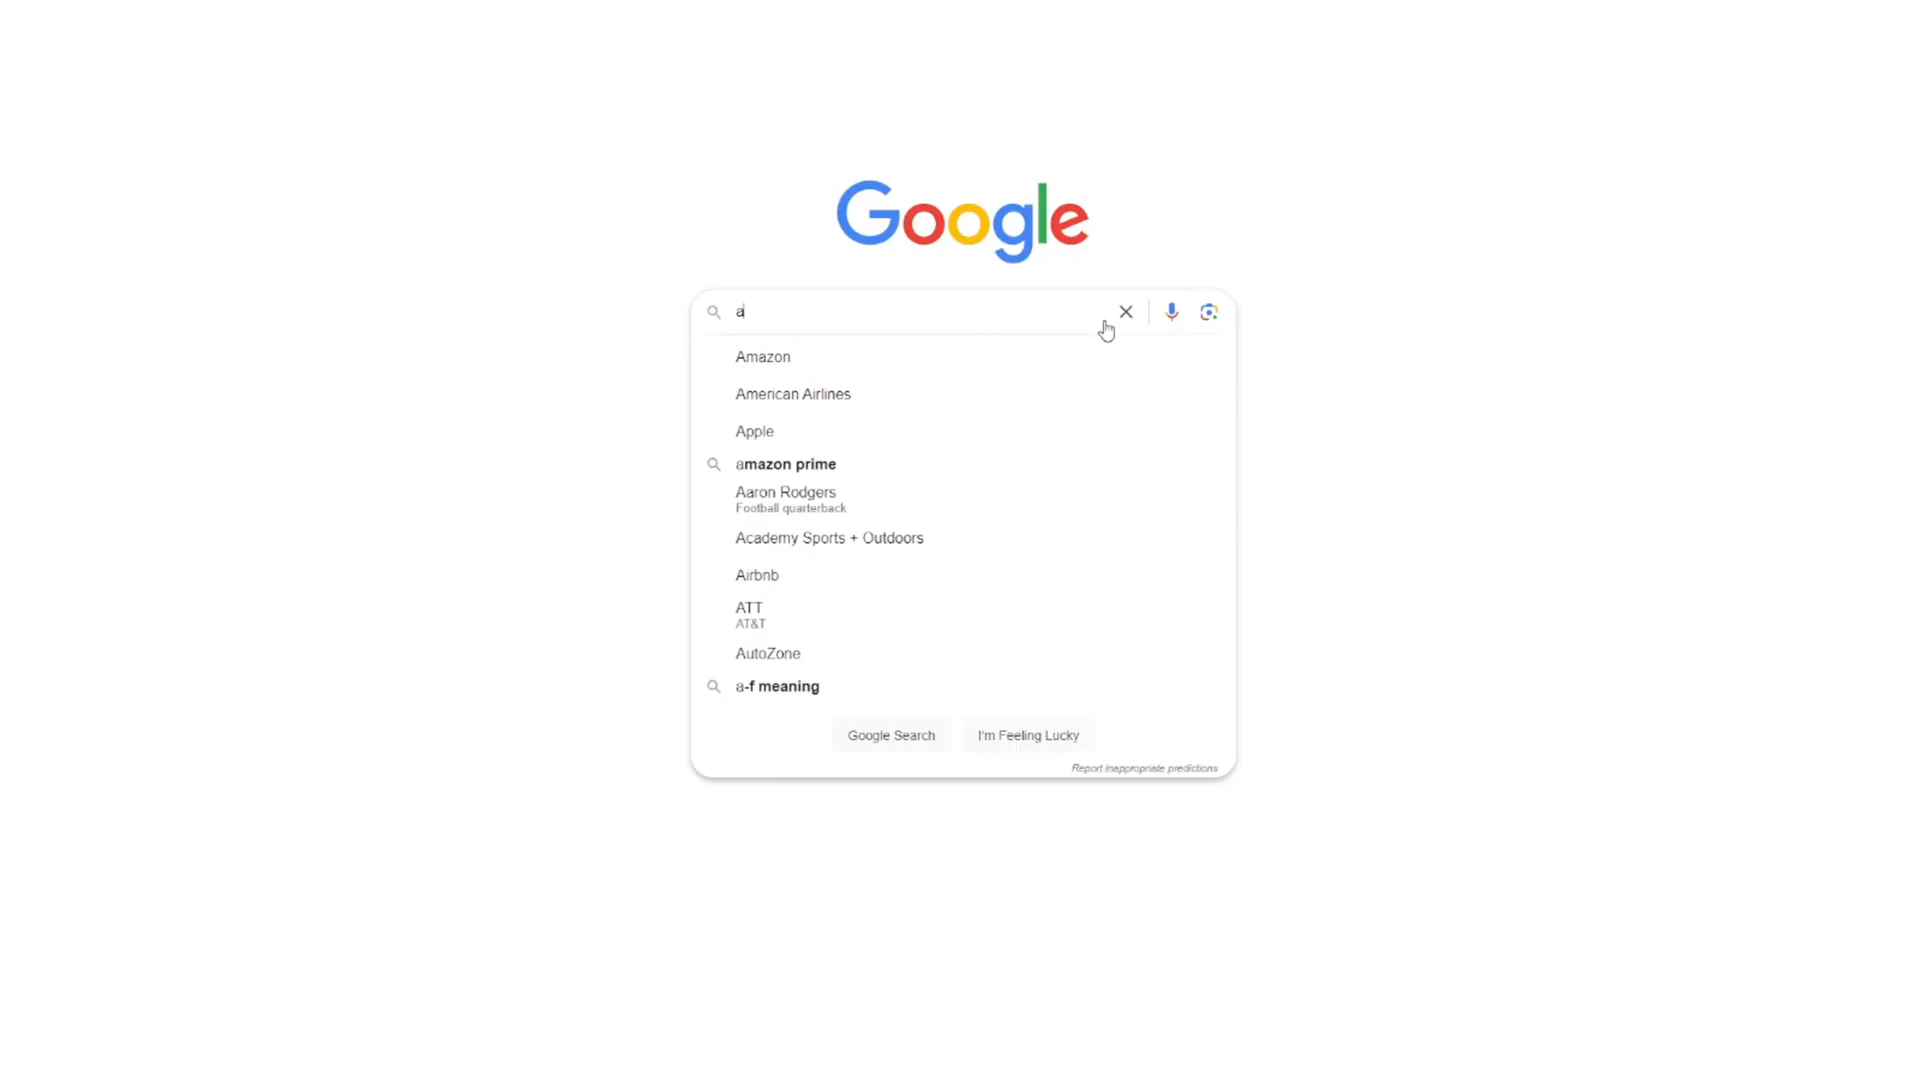 Google
a
Amazon
American Airlines
Apple
amazon prime
Aaron Rodgers
Football quarterback
Academy Sports + Outdoors
Airbnb
ATT
AT&T
AutoZone
a-f meaning
Google Search
I'm Feeling Lucky
Report inappropriate predictions